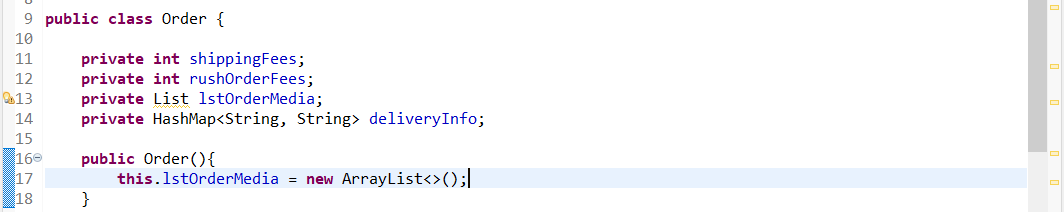 9 public class Order {
10
11     private int shippingFees;
12     private int rushOrderFees;
13     private List lstOrderMedia;
14     private HashMap<String, String> deliveryInfo;
15
16     public Order(){
17         this.lstOrderMedia = new ArrayList<>();
18     }